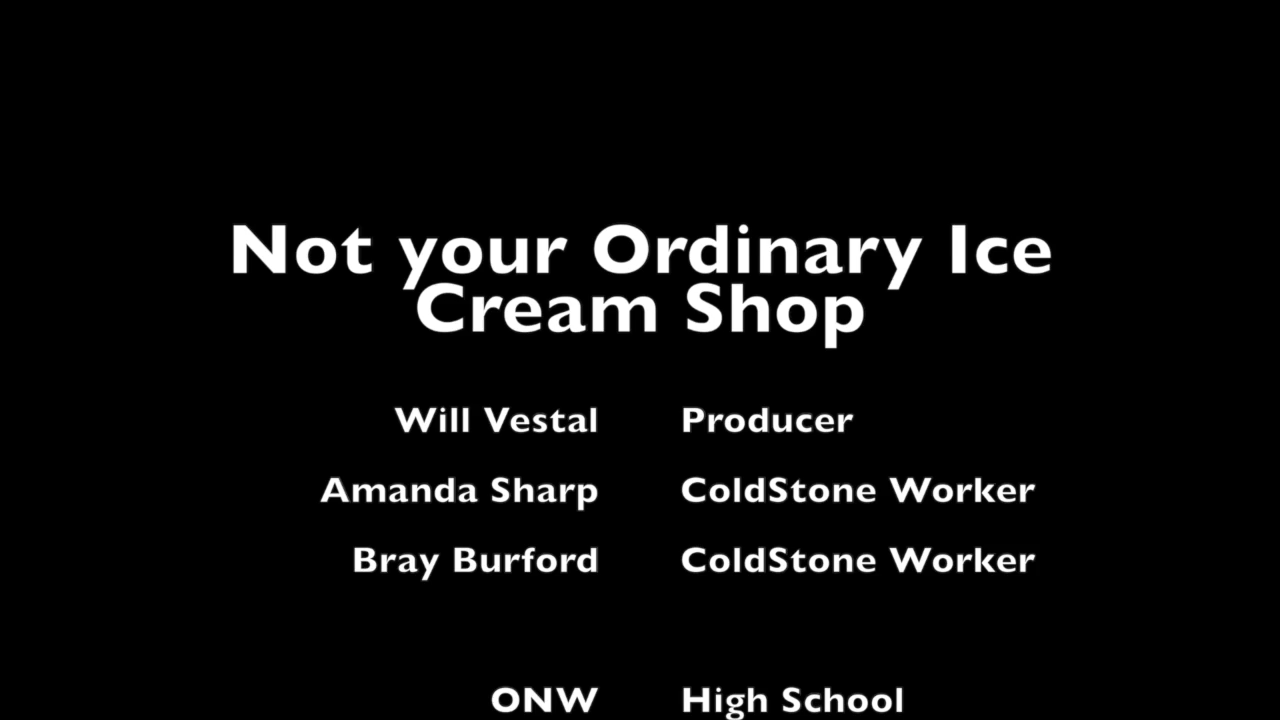 Not your Ordinary Ice
Cream Shop
Will Vestal Producer
Amanda Sharp ColdStone Worker
Bray Burford ColdStone Worker
ONW High School